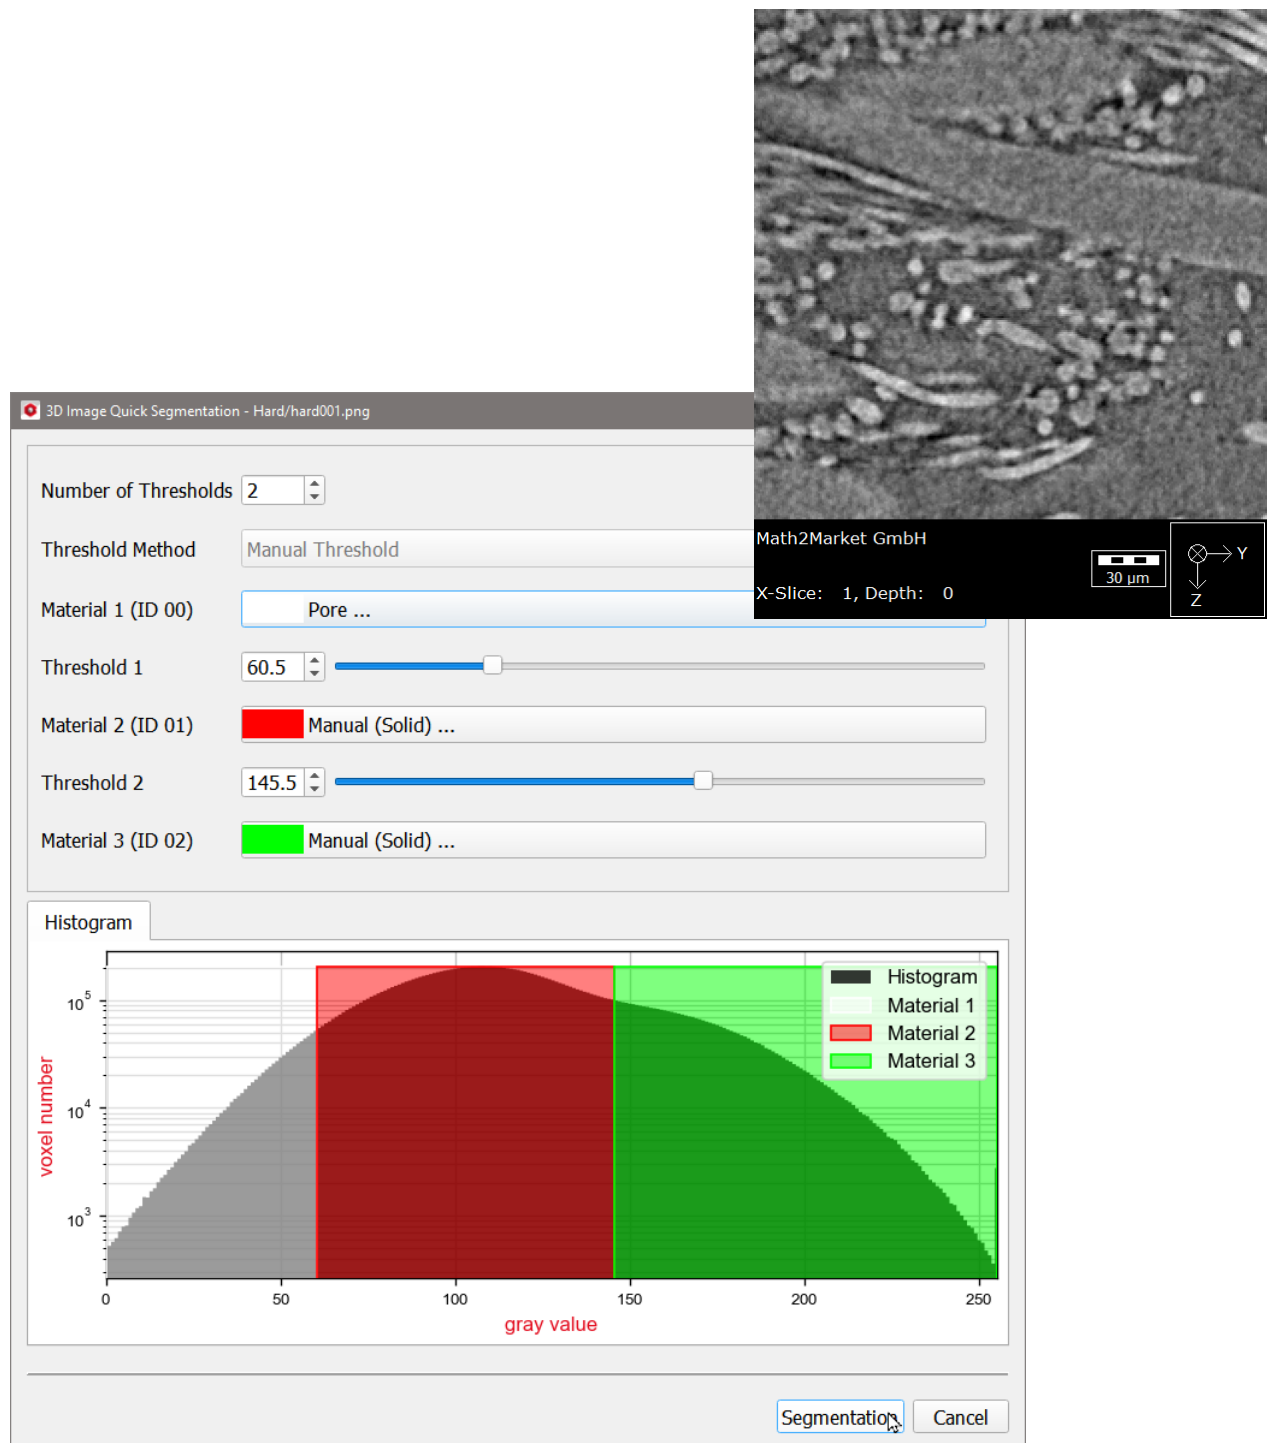 3D Image Quick Segmentation - Hard/hard001.png
Number of Thresholds 2
Threshold Method Manual Threshold
Math2Market GmbH
X-Slice: 1, Depth: 0
30 µm
Y
Z
Material 1 (ID 00) Pore ...
Threshold 1 60.5
Material 2 (ID 01) Manual (Solid) ...
Threshold 2 145.5
Material 3 (ID 02) Manual (Solid) ...
Histogram
Histogram
Material 1
Material 2
Material 3
10^5
10^4
10^3
voxel number
0 50 100 150 200 250
gray value
Segmentation Cancel